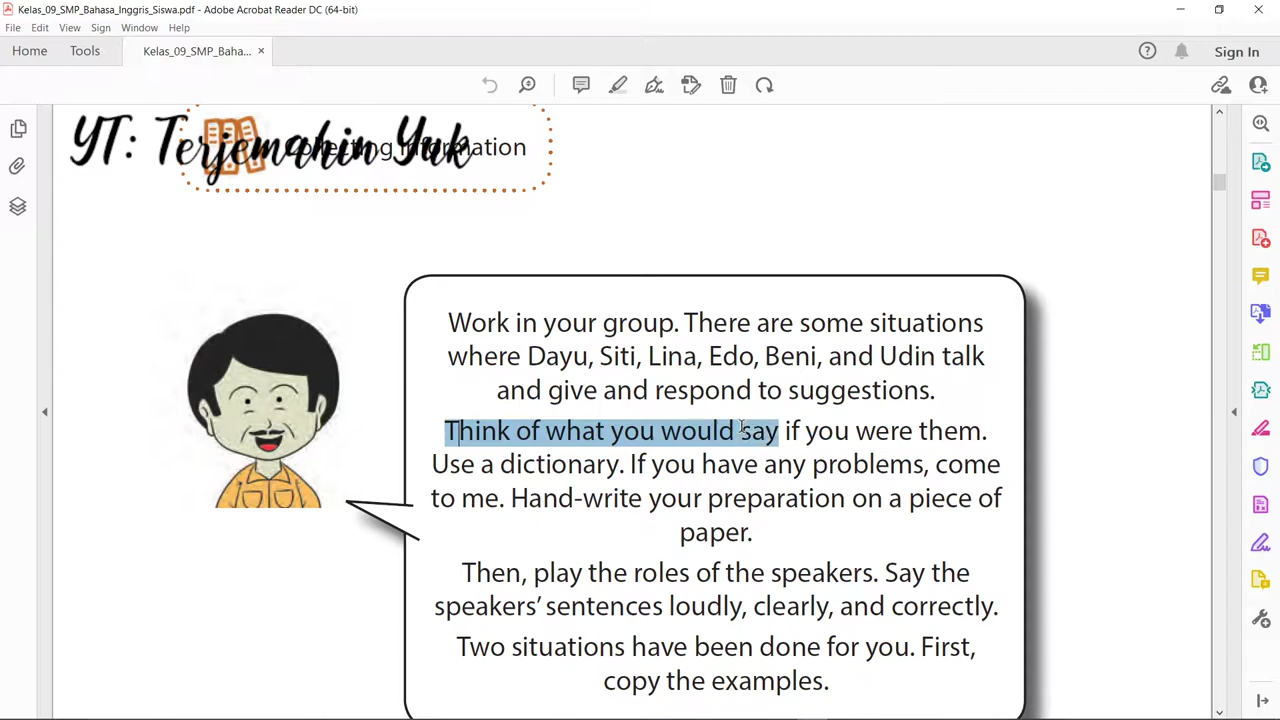 Kelas_09_SMP_Bahasa_Inggris_Siswa.pdf - Adobe Acrobat Reader DC (64-bit)
File Edit View Sign Window Help
Home Tools Kelas_09_SMP_Baha... × Sign In
YT: Terjemahin Yuk
Collecting Information
Work in your group. There are some situations
where Dayu, Siti, Lina, Edo, Beni, and Udin talk
and give and respond to suggestions.
Think of what you would say if you were them.
Use a dictionary. If you have any problems, come
to me. Hand-write your preparation on a piece of
paper.
Then, play the roles of the speakers. Say the
speakers’ sentences loudly, clearly, and correctly.
Two situations have been done for you. First,
copy the examples.